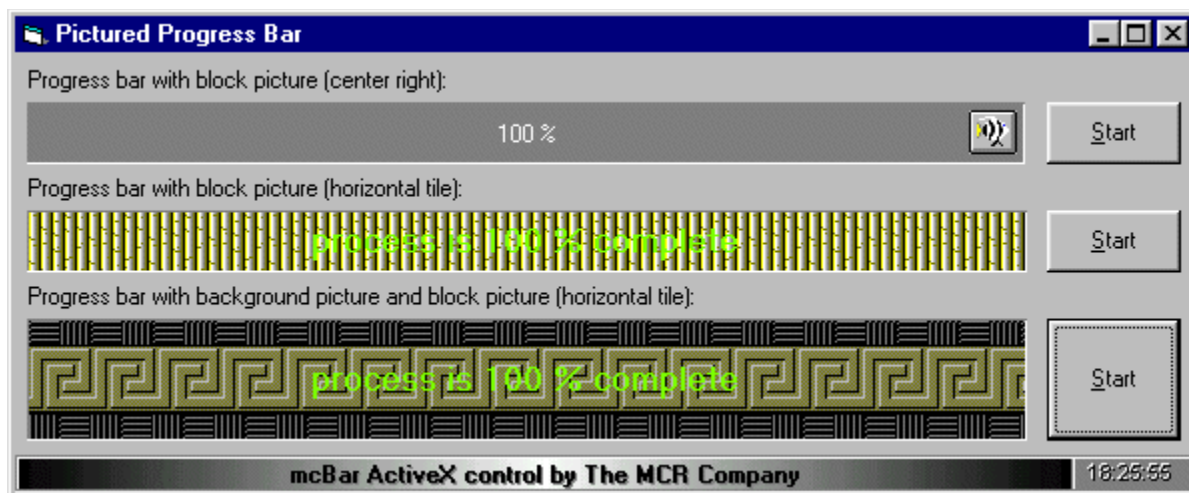 Pictured Progress Bar
Progress bar with block picture (center right):
100 %
Start
Progress bar with block picture (horizontal tile):
process is 100 % complete
Start
Progress bar with background picture and block picture (horizontal tile):
process is 100 % complete
Start
mcBar ActiveX control by The MCR Company
18:25:55